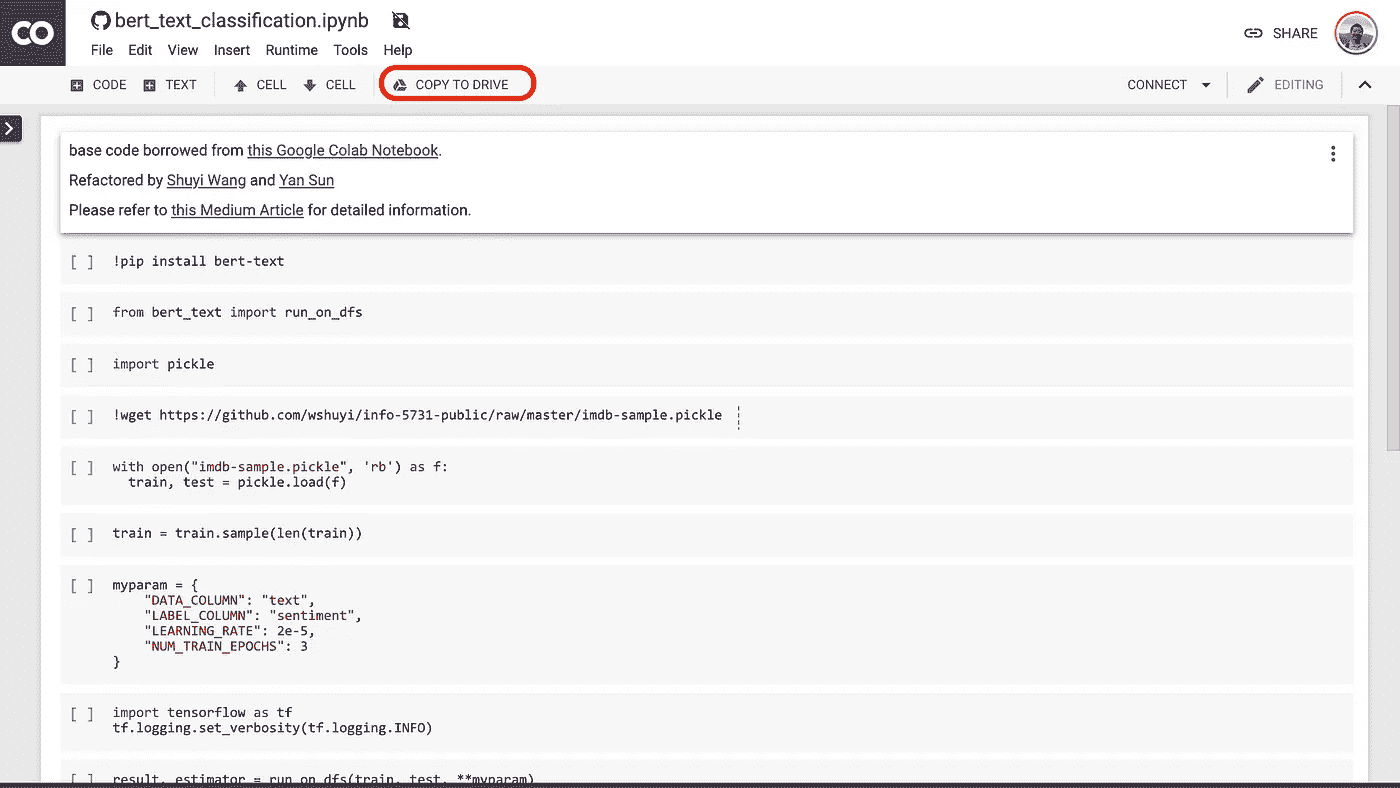 CO
bert_text_classification.ipynb
File Edit View Insert Runtime Tools Help
SHARE
CODE TEXT CELL CELL COPY TO DRIVE CONNECT EDITING
base code borrowed from this Google Colab Notebook.
Refactored by Shuyi Wang and Yan Sun
Please refer to this Medium Article for detailed information.
[ ] !pip install bert-text
[ ] from bert_text import run_on_dfs
[ ] import pickle
[ ] !wget https://github.com/wshuyi/info-5731-public/raw/master/imdb-sample.pickle
[ ] with open("imdb-sample.pickle", 'rb') as f:
train, test = pickle.load(f)
[ ] train = train.sample(len(train))
[ ] myparam = {
"DATA_COLUMN": "text",
"LABEL_COLUMN": "sentiment",
"LEARNING_RATE": 2e-5,
"NUM_TRAIN_EPOCHS": 3
}
[ ] import tensorflow as tf
tf.logging.set_verbosity(tf.logging.INFO)
[ ] result, estimator = run_on_dfs(train, test, **myparam)